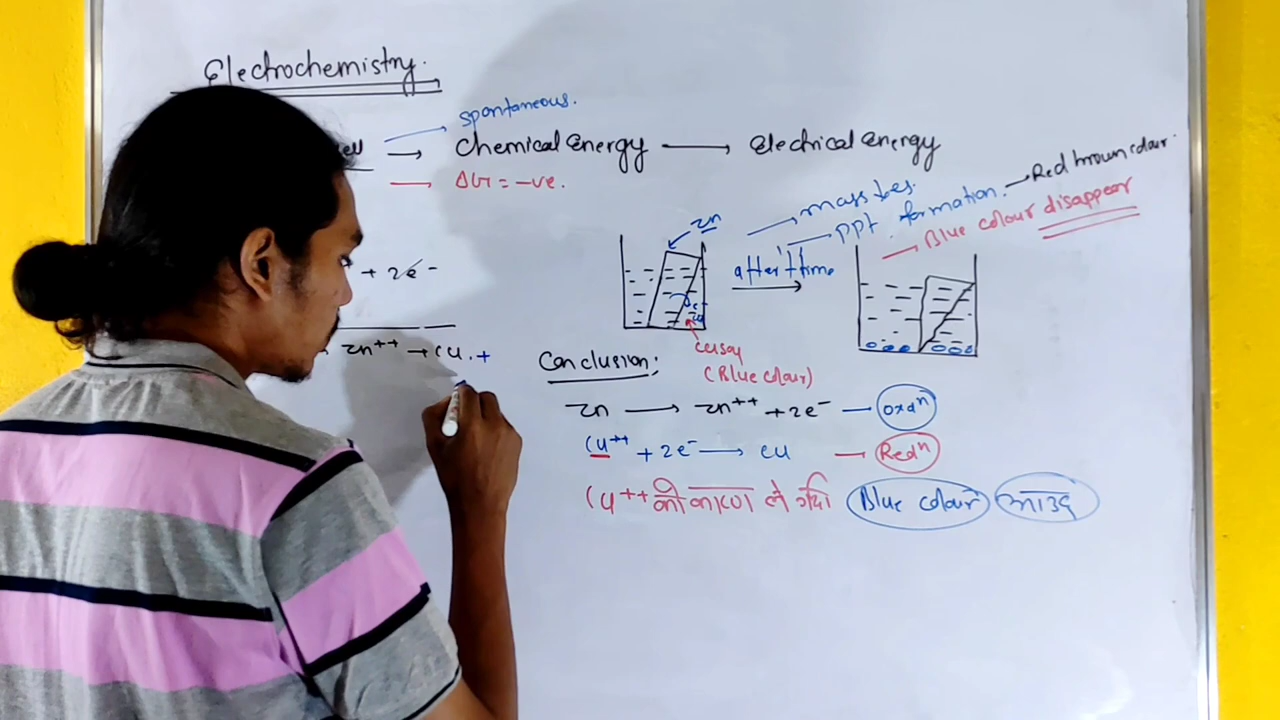 Electrochemistry.
spontaneous.
ell → Chemical Energy → Electrical Energy
→ ΔG = -ve.
Zn
→ mass des.
→ ppt. formation. → Red brown colour
→ Blue colour disappear
after time
+ 2e-
Zn++ + Cu. +
CuSO4
(Blue colour)
Conclusion:
Zn → Zn++ + 2e- — Oxdn
Cu++ + 2e- → Cu — Redn
Cu++ की कारण से Blue colour